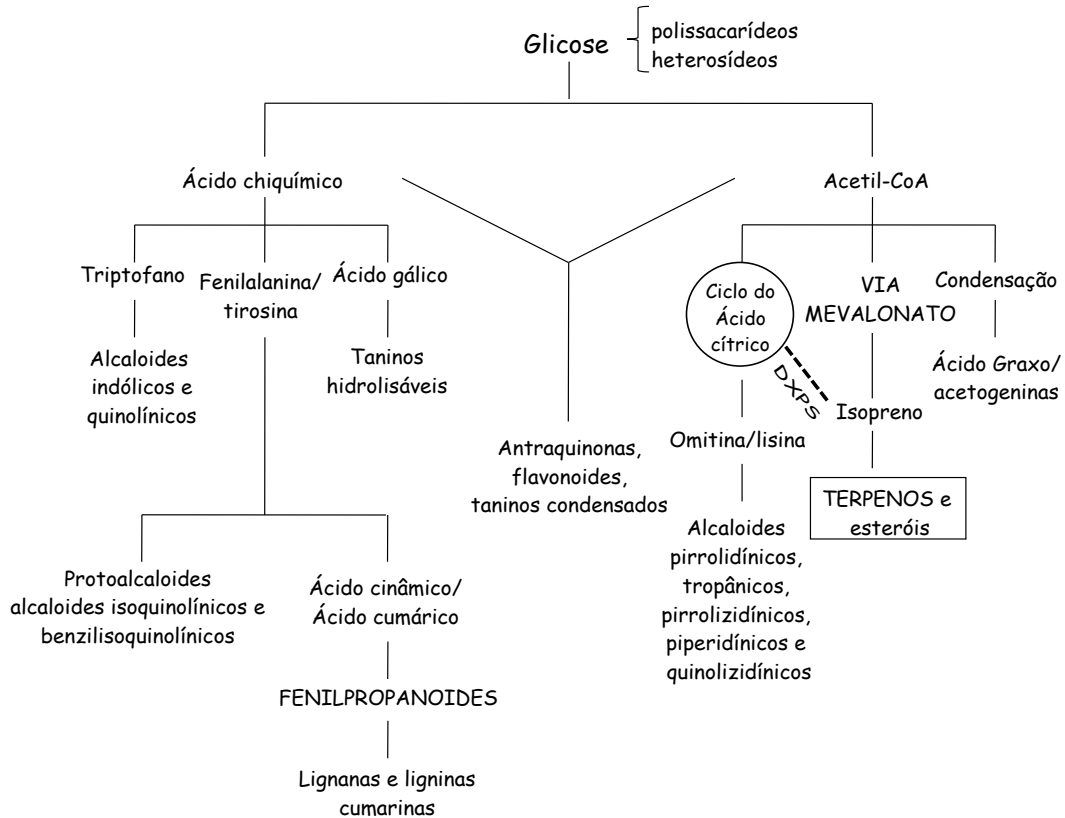 Glicose
polissacarídeos
heterosídeos
Ácido chiquímico
Acetil-CoA
Triptofano
Fenilalanina/
tirosina
Ácido gálico
Ciclo do
Ácido
cítrico
VIA
MEVALONATO
Condensação
Alcaloides
indólicos e
quinolínicos
Taninos
hidrolisáveis
DXPS
Isopreno
Ácido Graxo/
acetogeninas
Antraquinonas,
flavonoides,
taninos condensados
Omitina/lisina
TERPENOS e
esteróis
Alcaloides
pirrolidínicos,
tropânicos,
pirrolizidínicos,
piperidínicos e
quinolizidínicos
Protoalcaloides
alcaloides isoquinolínicos e
benzilisoquinolínicos
Ácido cinâmico/
Ácido cumárico
FENILPROPANOIDES
Lignanas e ligninas
cumarinas